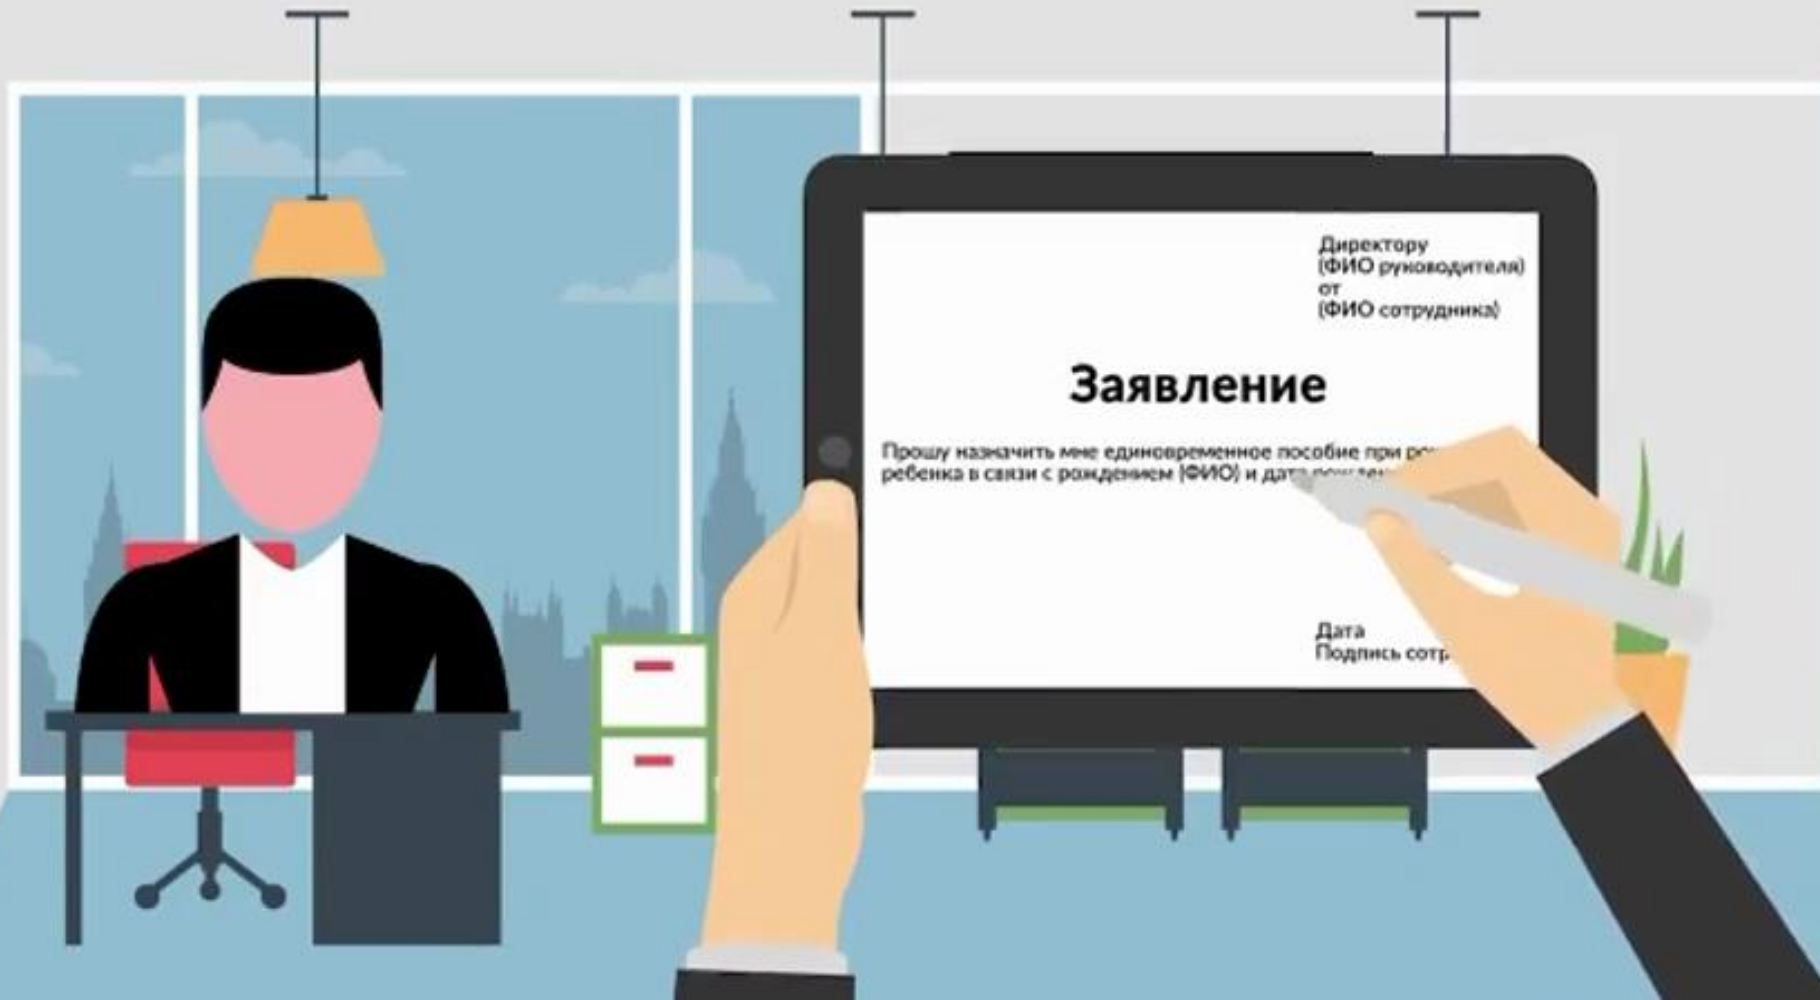 Директору
(ФИО руководителя)
от
(ФИО сотрудника)
Заявление
Прошу назначить мне единовременное пособие при
ребенка в связи с рождением (ФИО) и дата
Дата
Подпись